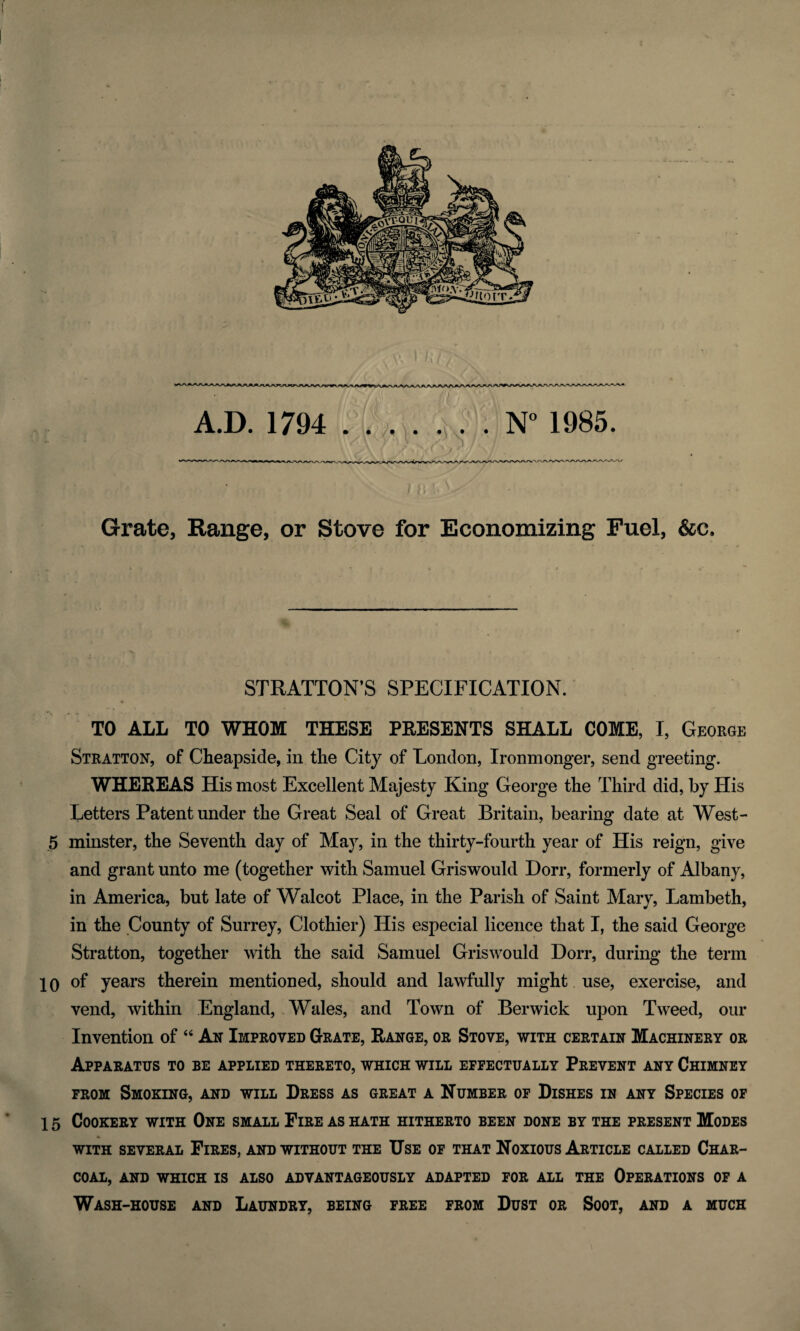 A.D. 1794 . . . . . . . N° 1985.
Grate, Range, or Stove for Economizing Fuel, &c.
STRATTON'S SPECIFICATION.
TO ALL TO WHOM THESE PRESENTS SHALL COME, I, George
Stratton, of Cheapside, in the City of London, Ironmonger, send greeting.
WHEREAS His most Excellent Majesty King George the Third did, by His
Letters Patent under the Great Seal of Great Britain, bearing date at West-
5 minster, the Seventh day of May, in the thirty-fourth year of His reign, give
and grant unto me (together with Samuel Griswould Dorr, formerly of Albany,
in America, but late of Walcot Place, in the Parish of Saint Mary, Lambeth,
in the County of Surrey, Clothier) His especial licence that I, the said George
Stratton, together with the said Samuel Griswould Dorr, during the term
10 of years therein mentioned, should and lawfully might use, exercise, and
vend, within England, Wales, and Town of Berwick upon Tweed, our
Invention of “ An Improved Grate, Range, or Stove, with certain Machinery or
Apparatus to be applied thereto, which will effectually Prevent any Chimney
from Smoking, and will Dress as great a Number of Dishes in any Species of
15 Cookery with One small Fire as hath hitherto been done by the present Modes
with several Fires, and without the Use of that Noxious Article called Char-
coal, and which is also advantageously adapted for all the Operations of a
Wash-house and Laundry, being free from Dust or Soot, and a much